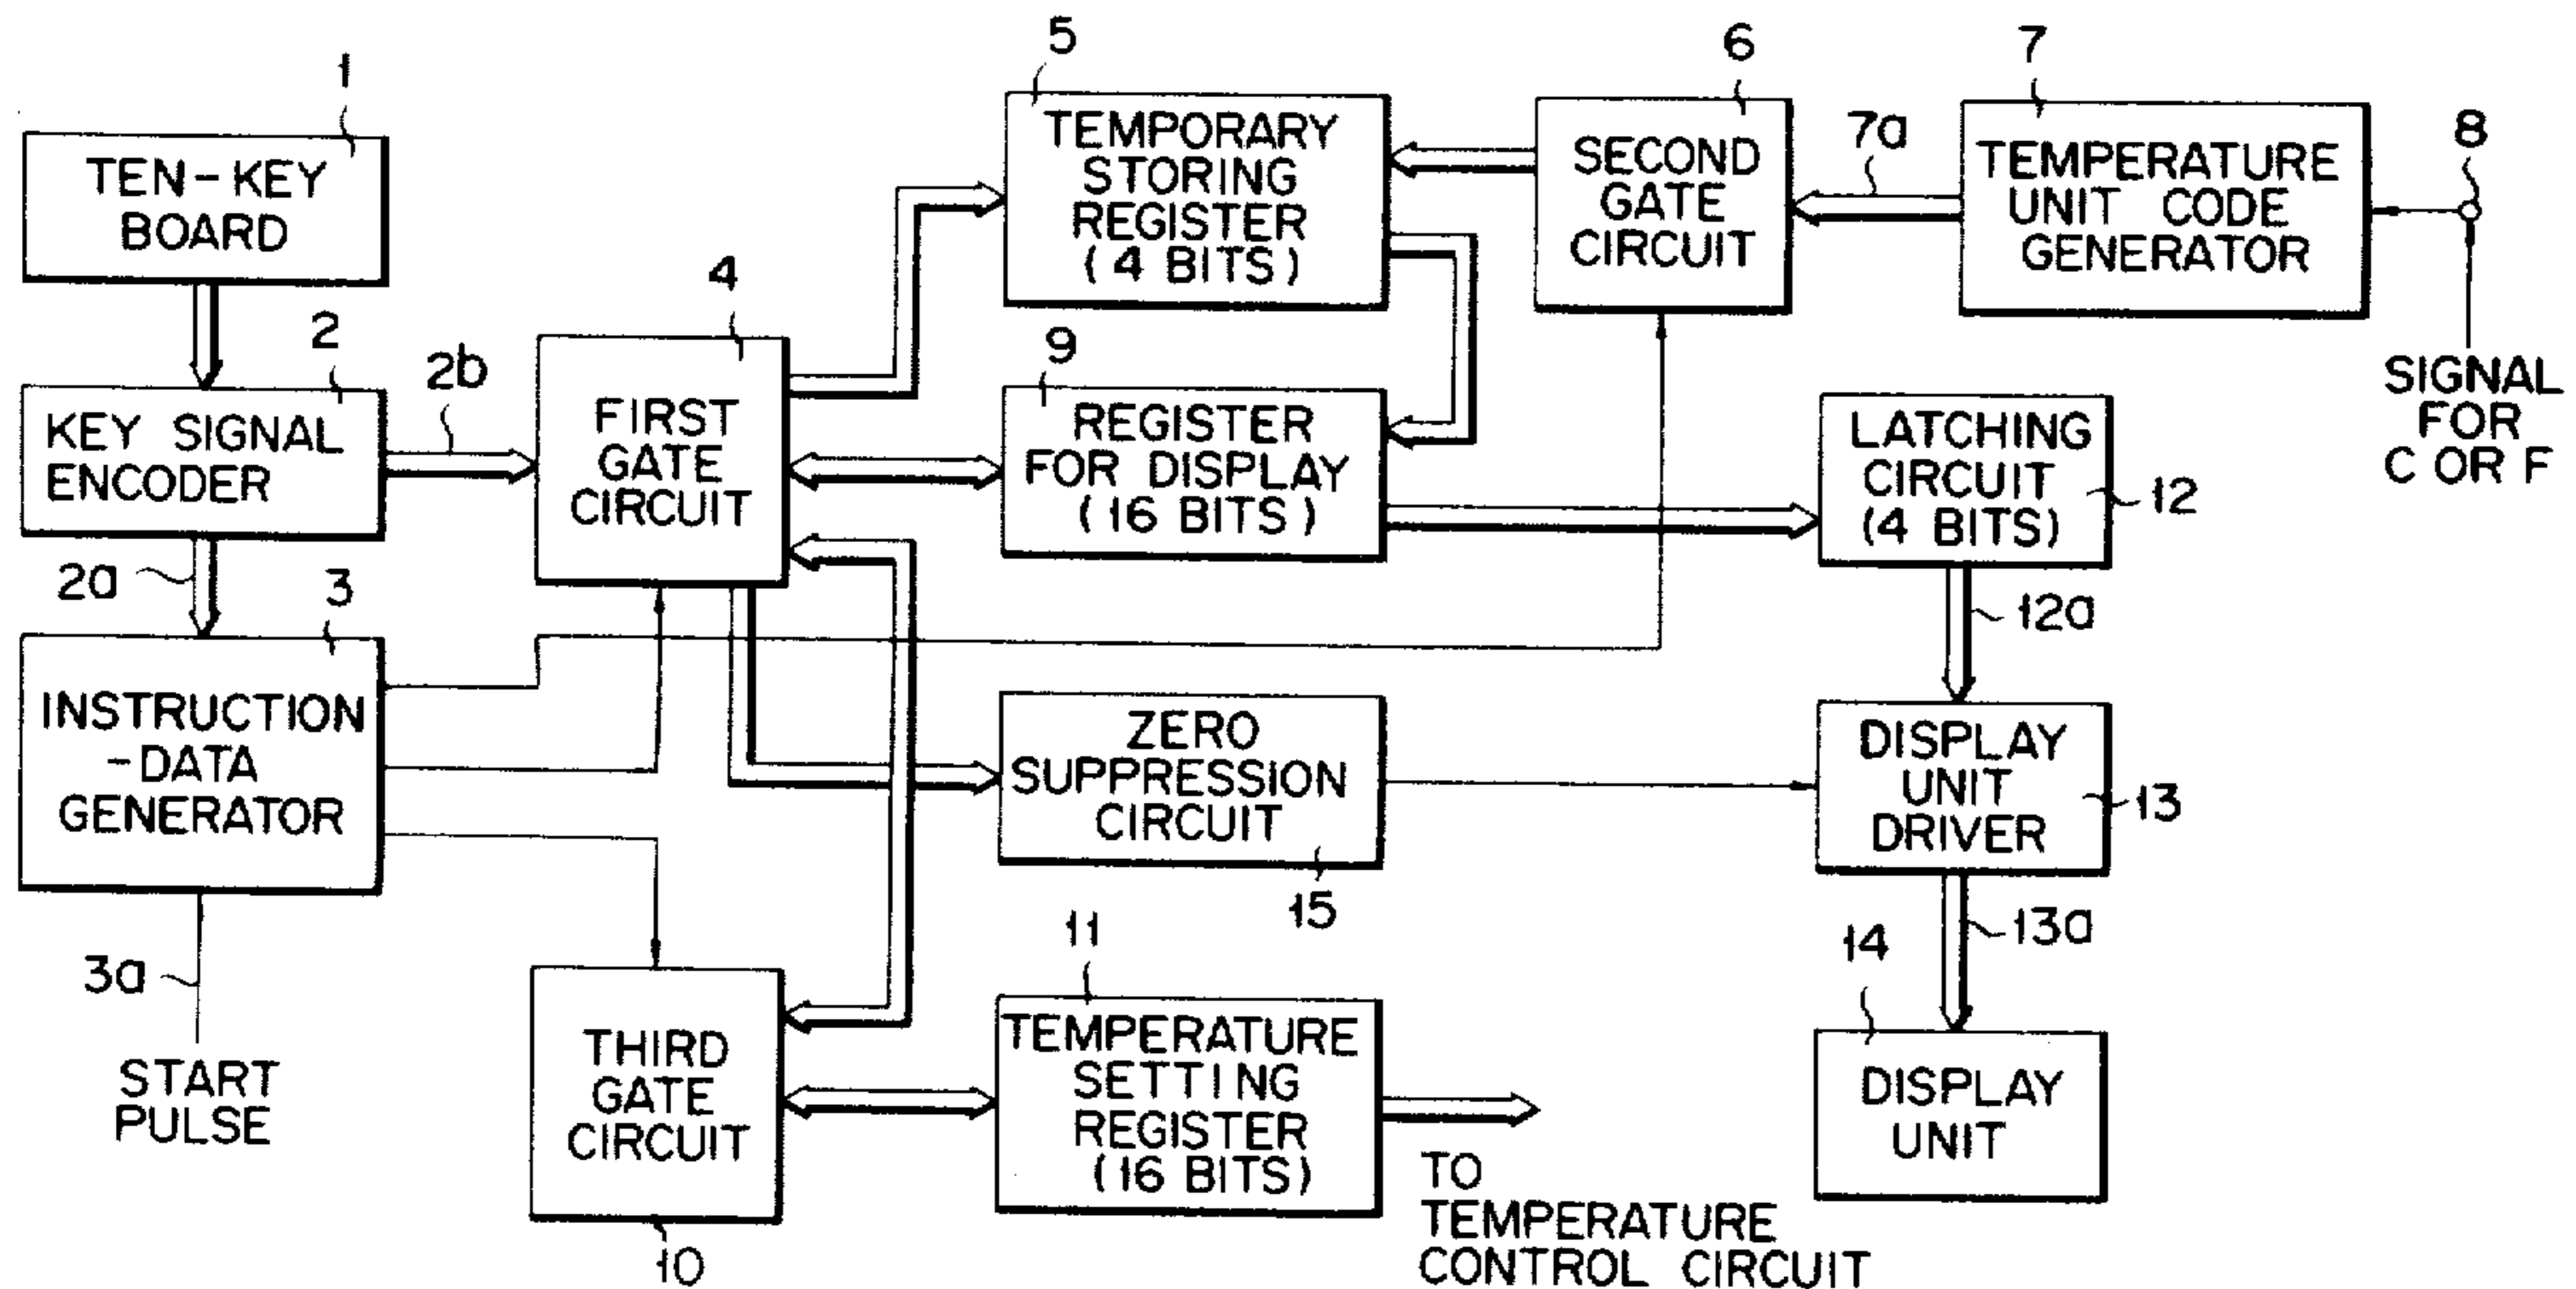 1
TEN-KEY
BOARD
2
KEY SIGNAL
ENCODER
2b
2a
3
INSTRUCTION
-DATA
GENERATOR
3a
START
PULSE
4
FIRST
GATE
CIRCUIT
5
TEMPORARY
STORING
REGISTER
(4 BITS)
6
SECOND
GATE
CIRCUIT
7a
7
TEMPERATURE
UNIT CODE
GENERATOR
8
SIGNAL
FOR
C OR F
9
REGISTER
FOR DISPLAY
(16 BITS)
LATCHING
CIRCUIT
(4 BITS)
12
12a
ZERO
SUPPRESSION
CIRCUIT
15
DISPLAY
UNIT
DRIVER
13
13a
THIRD
GATE
CIRCUIT
10
11
TEMPERATURE
SETTING
REGISTER
(16 BITS)
TO
TEMPERATURE
CONTROL CIRCUIT
14
DISPLAY
UNIT